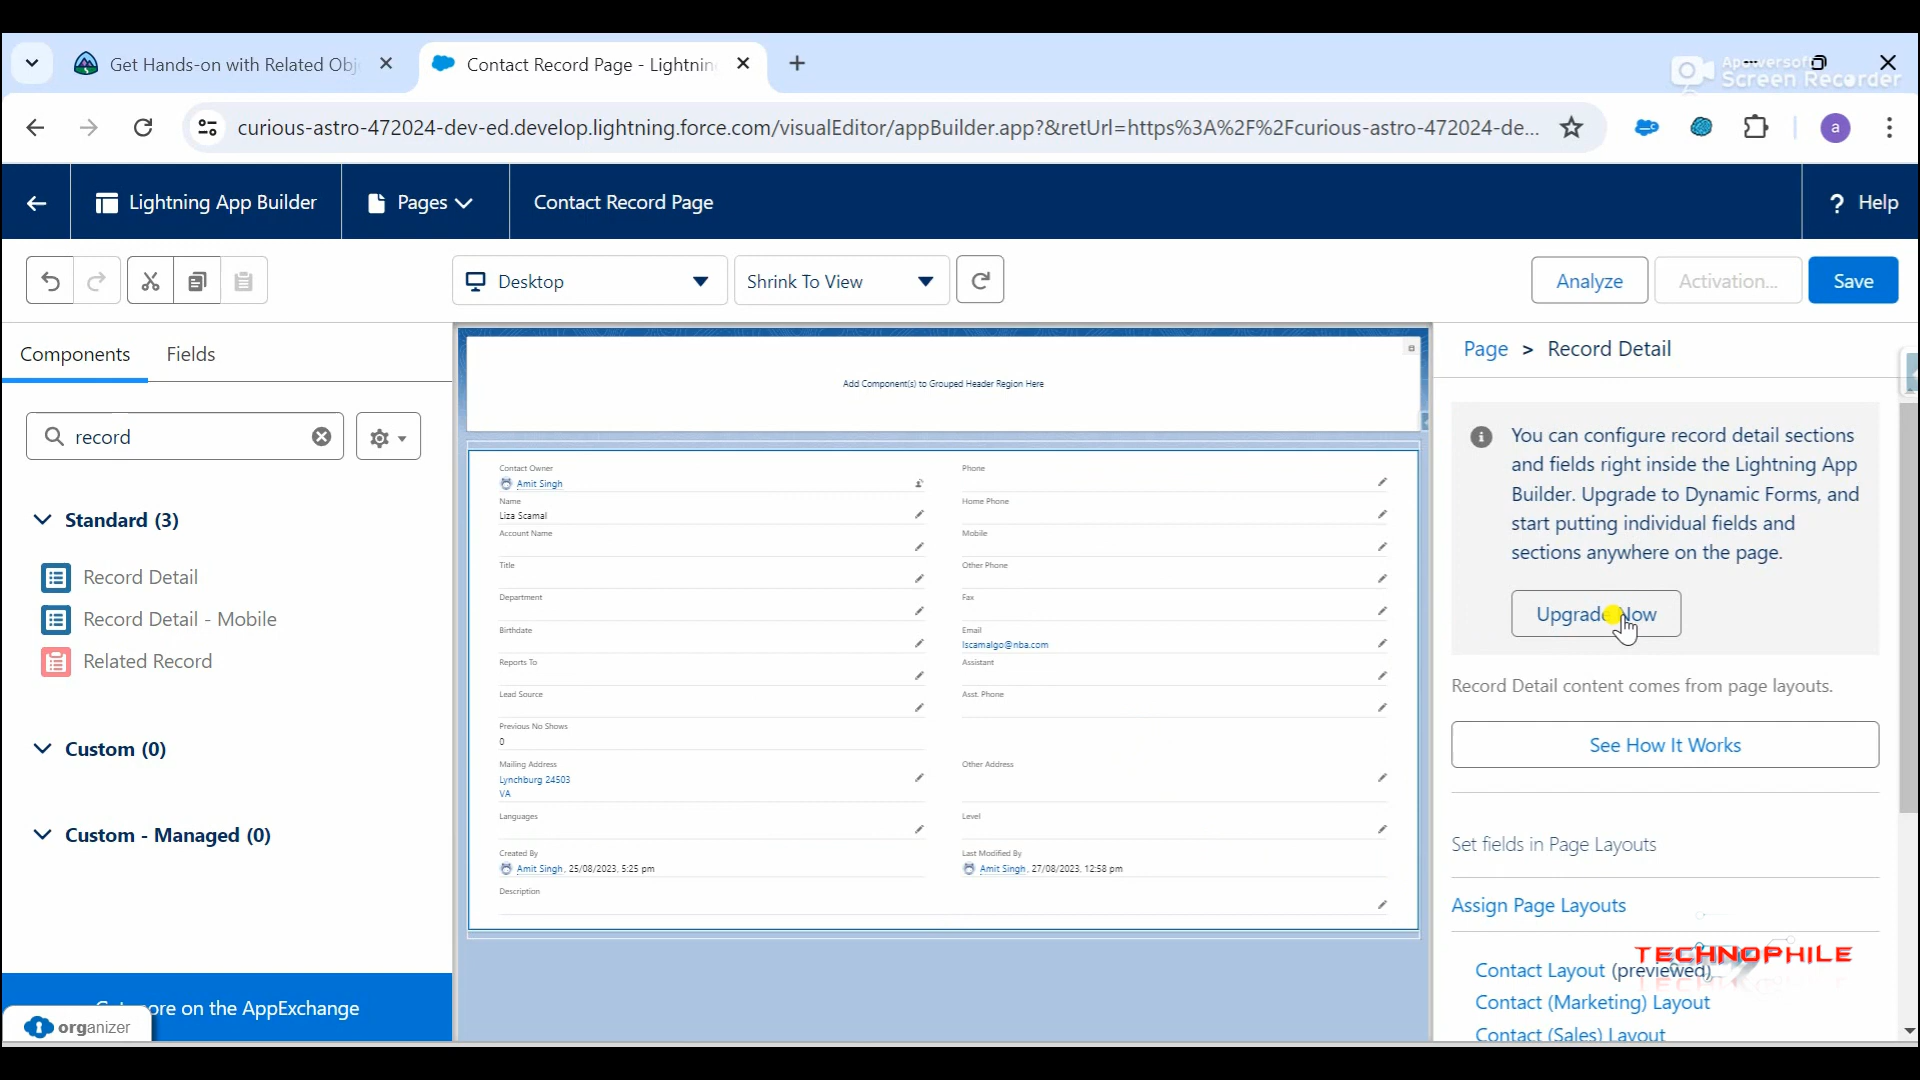 Get Hands-on with Related Obj
Contact Record Page - Lightnin
Apowersoft
Screen Recorder
curious-astro-472024-dev-ed.develop.lightning.force.com/visualEditor/appBuilder.app?&retUrl=https%3A%2F%2Fcurious-astro-472024-de...
a
Lightning App Builder
Pages
Contact Record Page
? Help
Desktop
Shrink To View
Analyze
Activation...
Save
Components
Fields
record
Standard (3)
Record Detail
Record Detail - Mobile
Related Record
Custom (0)
Custom - Managed (0)
ore on the AppExchange
organizer
Add Component(s) to Grouped Header Region Here
Contact Owner
Amit Singh
Phone
Name
Liza Scamal
Home Phone
Account Name
Mobile
Title
Other Phone
Department
Fax
Birthdate
Email
lscamalgo@nba.com
Reports To
Assistant
Lead Source
Asst. Phone
Previous No Shows
0
Mailing Address
Lynchburg 24503
VA
Other Address
Languages
Level
Created By
Amit Singh, 25/08/2023, 5:25 pm
Last Modified By
Amit Singh, 27/08/2023, 12:58 pm
Description
Page > Record Detail
You can configure record detail sections
and fields right inside the Lightning App
Builder. Upgrade to Dynamic Forms, and
start putting individual fields and
sections anywhere on the page.
Upgrade Now
Record Detail content comes from page layouts.
See How It Works
Set fields in Page Layouts
Assign Page Layouts
TECHNOPHILE
Contact Layout (previewed)
Contact (Marketing) Layout
Contact (Sales) Layout